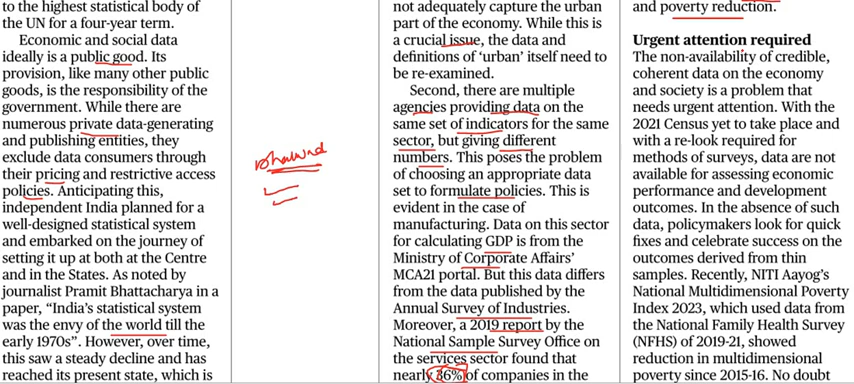 to the highest statistical body of
the UN for a four-year term.
Economic and social data
ideally is a public good. Its
provision, like many other public
goods, is the responsibility of the
government. While there are
numerous private data-generating
and publishing entities, they
exclude data consumers through
their pricing and restrictive access
policies. Anticipating this,
independent India planned for a
well-designed statistical system
and embarked on the journey of
setting it up at both at the Centre
and in the States. As noted by
journalist Pramit Bhattacharya in a
paper, “India’s statistical system
was the envy of the world till the
early 1970s”. However, over time,
this saw a steady decline and has
reached its present state, which is
not adequately capture the urban
part of the economy. While this is
a crucial issue, the data and
definitions of ‘urban’ itself need to
be re-examined.
Second, there are multiple
agencies providing data on the
same set of indicators for the same
sector, but giving different
numbers. This poses the problem
of choosing an appropriate data
set to formulate policies. This is
evident in the case of
manufacturing. Data on this sector
for calculating GDP is from the
Ministry of Corporate Affairs’
MCA21 portal. But this data differs
from the data published by the
Annual Survey of Industries.
Moreover, a 2019 report by the
National Sample Survey Office on
the services sector found that
nearly 36% of companies in the
and poverty reduction.
Urgent attention required
The non-availability of credible,
coherent data on the economy
and society is a problem that
needs urgent attention. With the
2021 Census yet to take place and
with a re-look required for
methods of surveys, data are not
available for assessing economic
performance and development
outcomes. In the absence of such
data, policymakers look for quick
fixes and celebrate success on the
outcomes derived from thin
samples. Recently, NITI Aayog’s
National Multidimensional Poverty
Index 2023, which used data from
the National Family Health Survey
(NFHS) of 2019-21, showed
reduction in multidimensional
poverty since 2015-16. No doubt